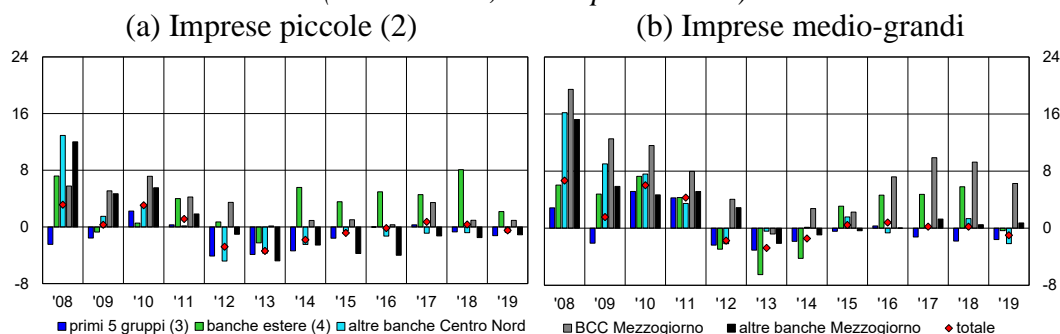 (a) Imprese piccole (2)
(b) Imprese medio-grandi
24
16
8
0
-8
'08 '09 '10 '11 '12 '13 '14 '15 '16 '17 '18 '19
24
16
8
0
-8
'08 '09 '10 '11 '12 '13 '14 '15 '16 '17 '18 '19
primi 5 gruppi (3) banche estere (4) altre banche Centro Nord BCC Mezzogiorno altre banche Mezzogiorno totale